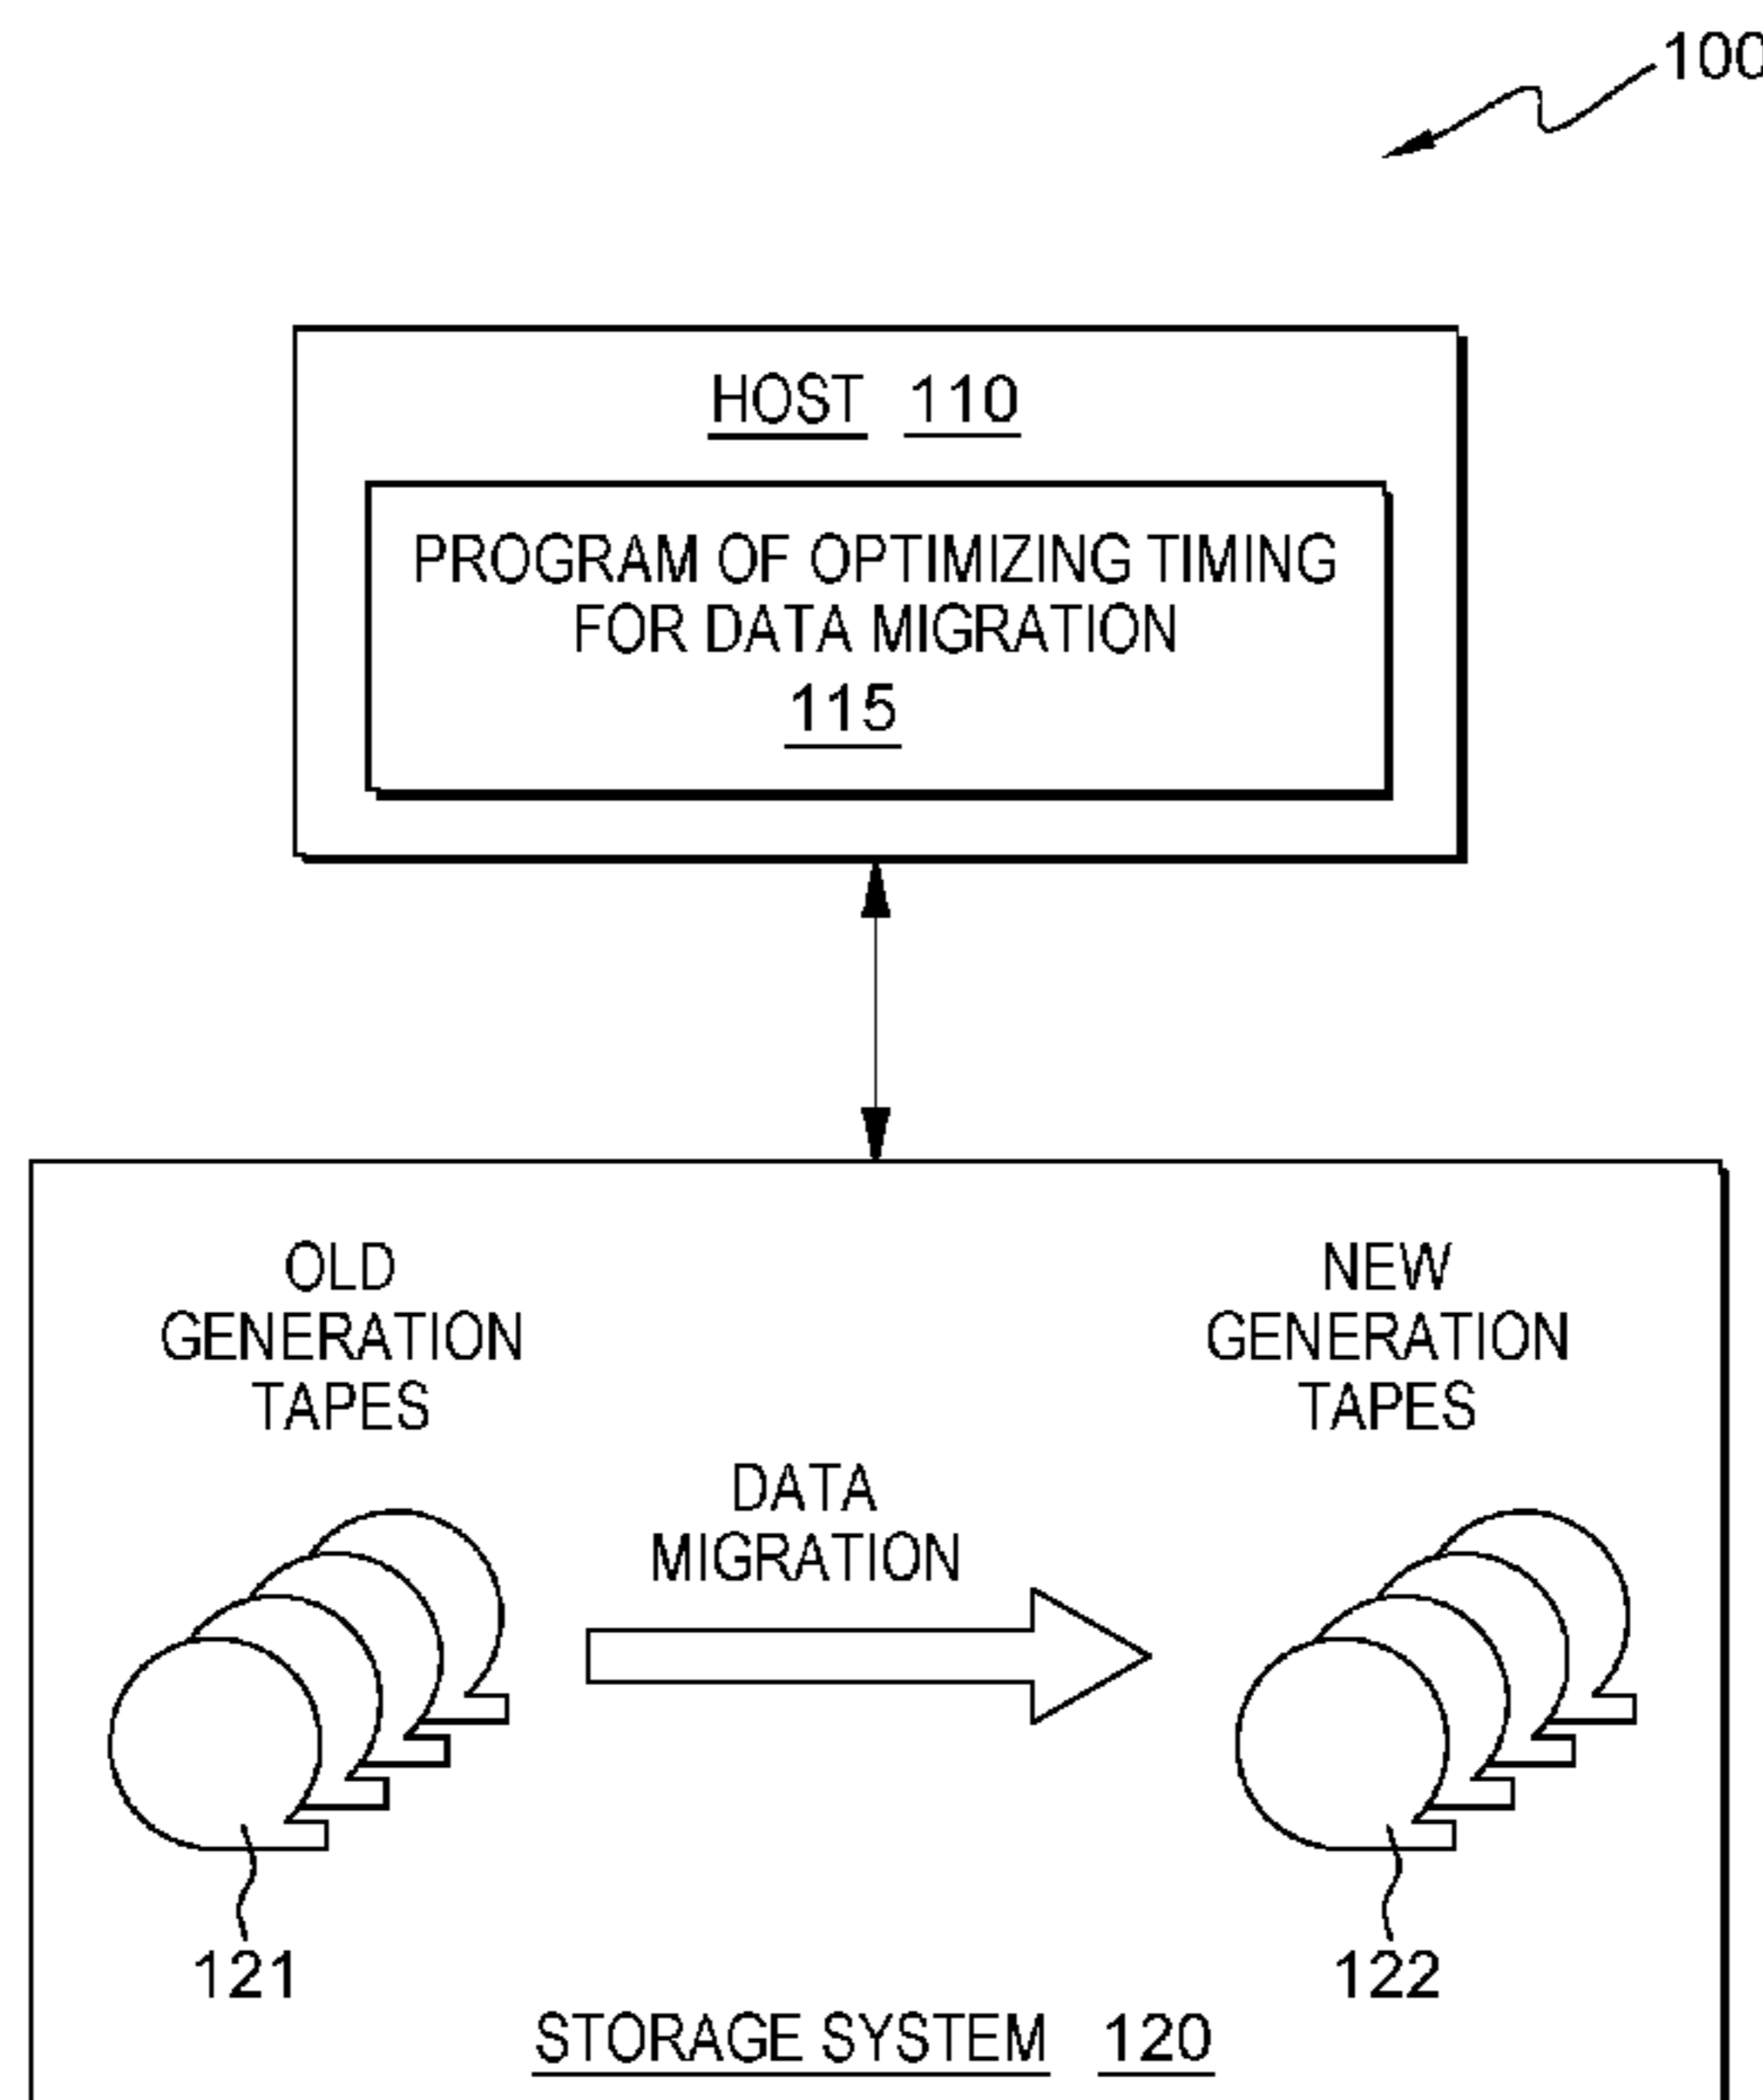 100
HOST 110
PROGRAM OF OPTIMIZING TIMING
FOR DATA MIGRATION
115
OLD
GENERATION
TAPES
NEW
GENERATION
TAPES
DATA
MIGRATION
121
122
STORAGE SYSTEM 120